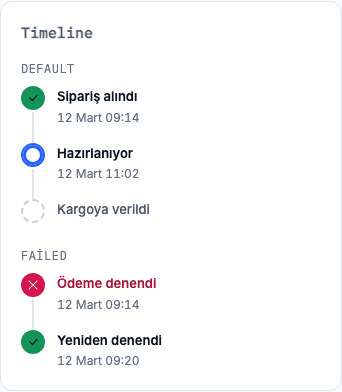 Timeline
DEFAULT
Sipariş alındı
12 Mart 09:14
Hazırlanıyor
12 Mart 11:02
Kargoya verildi
FAİLED
Ödeme denendi
12 Mart 09:14
Yeniden denendi
12 Mart 09:20